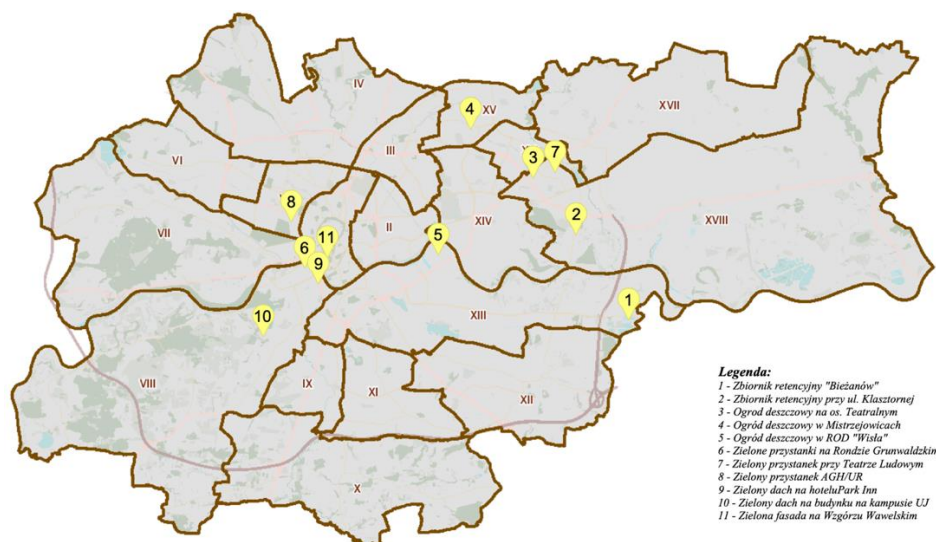 IV
4
XV
XVII
III
VI
3
7
8
II
XIV
2
XVIII
VII
11
5
6
9
1
10
XIII
VIII
IX
XI
XII
X
Legenda:
1 - Zbiornik retencyjny "Bieżanów"
2 - Zbiornik retencyjny przy ul. Klasztornej
3 - Ogrod deszczowy na os. Teatralnym
4 - Ogród deszczowy w Mistrzejowicach
5 - Ogród deszczowy w ROD "Wisła"
6 - Zielone przystanki na Rondzie Grunwaldzkin
7 - Zielony przystanek przy Teatrze Ludowym
8 - Zielony przystanek AGH/UR
9 - Zielony dach na hoteluPark Inn
10 - Zielony dach na budynku na kampusie UJ
11 - Zielona fasada na Wzgórzu Wawelskim